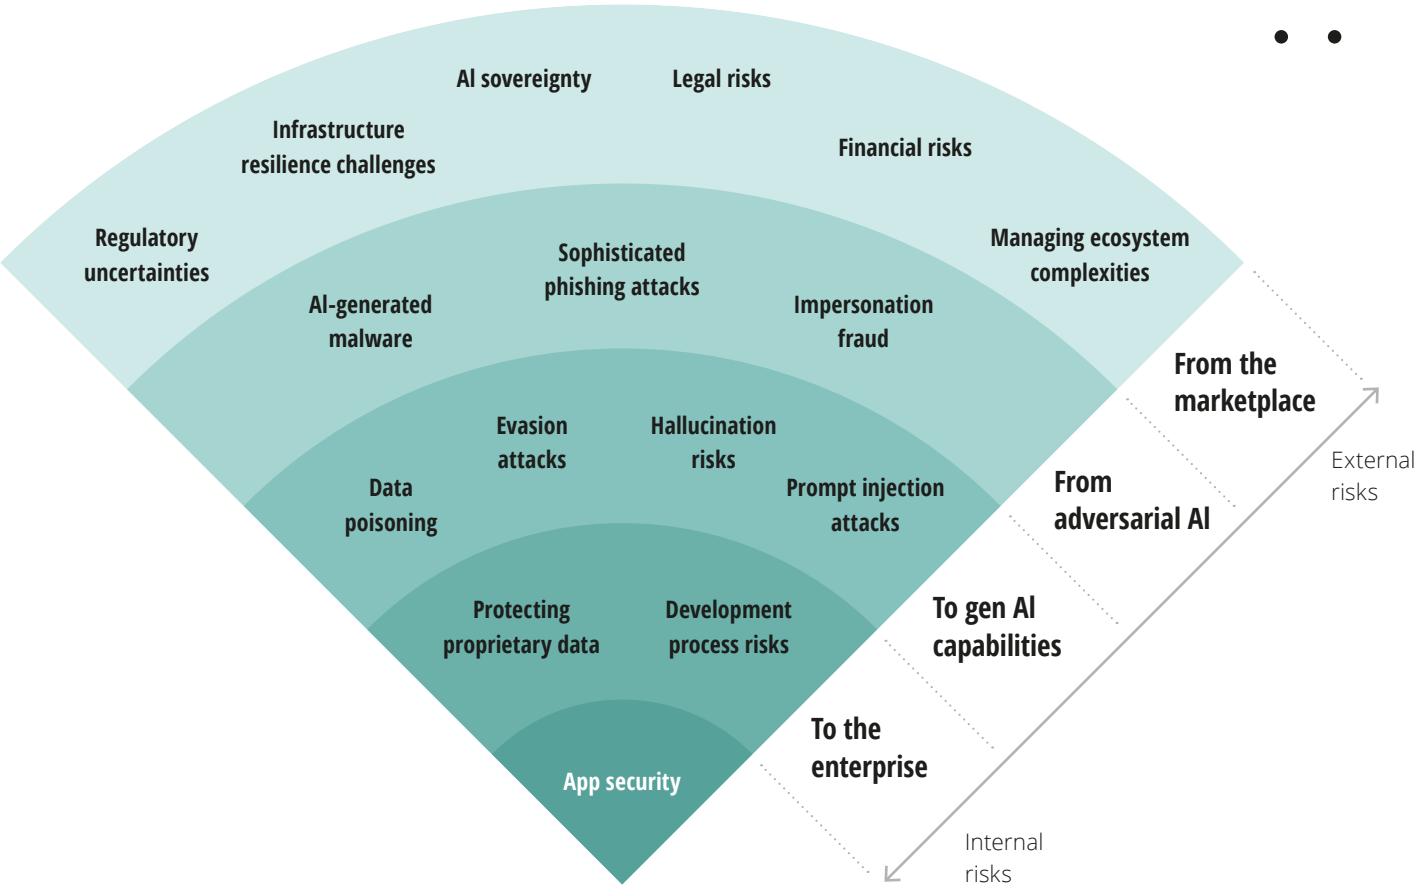 AI sovereignty
Legal risks
Infrastructure
resilience challenges
Financial risks
Regulatory
uncertainties
Managing ecosystem
complexities
Sophisticated
phishing attacks
AI-generated
malware
Impersonation
fraud
From the
marketplace
Evasion
attacks
Hallucination
risks
Data
poisoning
Prompt injection
attacks
From
adversarial AI
External
risks
Protecting
proprietary data
Development
process risks
To gen AI
capabilities
App security
To the
enterprise
Internal
risks